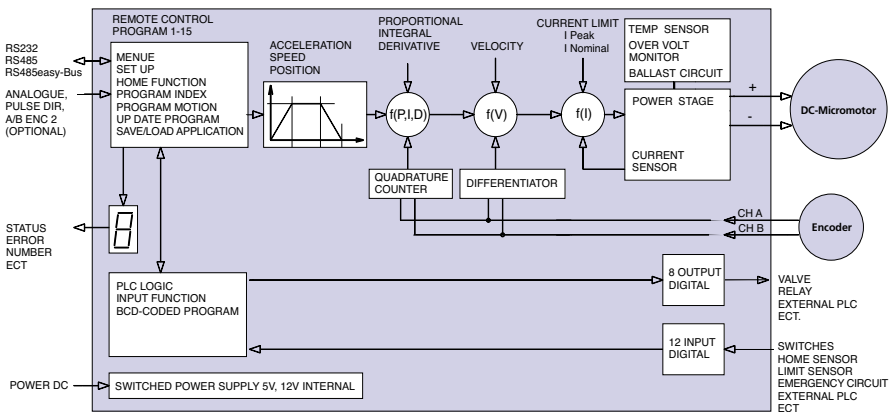 REMOTE CONTROL
PROGRAM 1-15
RS232
RS485
RS485easy-Bus
ANALOGUE,
PULSE DIR,
A/B ENC 2
(OPTIONAL)
MENUE
SET UP
HOME FUNCTION
PROGRAM INDEX
PROGRAM MOTION
UP DATE PROGRAM
SAVE/LOAD APPLICATION
ACCELERATION
SPEED
POSITION
PROPORTIONAL
INTEGRAL
DERIVATIVE
f(P,I,D)
VELOCITY
f(V)
CURRENT LIMIT
I Peak
I Nominal
f(I)
TEMP SENSOR
OVER VOLT
MONITOR
BALLAST CIRCUIT
POWER STAGE
CURRENT
SENSOR
+
-
DC-Micromotor
QUADRATURE
COUNTER
DIFFERENTIATOR
CH A
CH B
Encoder
8
STATUS
ERROR
NUMBER
ECT
PLC LOGIC
INPUT FUNCTION
BCD-CODED PROGRAM
8 OUTPUT
DIGITAL
VALVE
RELAY
EXTERNAL PLC
ECT.
12 INPUT
DIGITAL
SWITCHES
HOME SENSOR
LIMIT SENSOR
EMERGENCY CIRCUIT
EXTERNAL PLC
ECT
POWER DC
SWITCHED POWER SUPPLY 5V, 12V INTERNAL